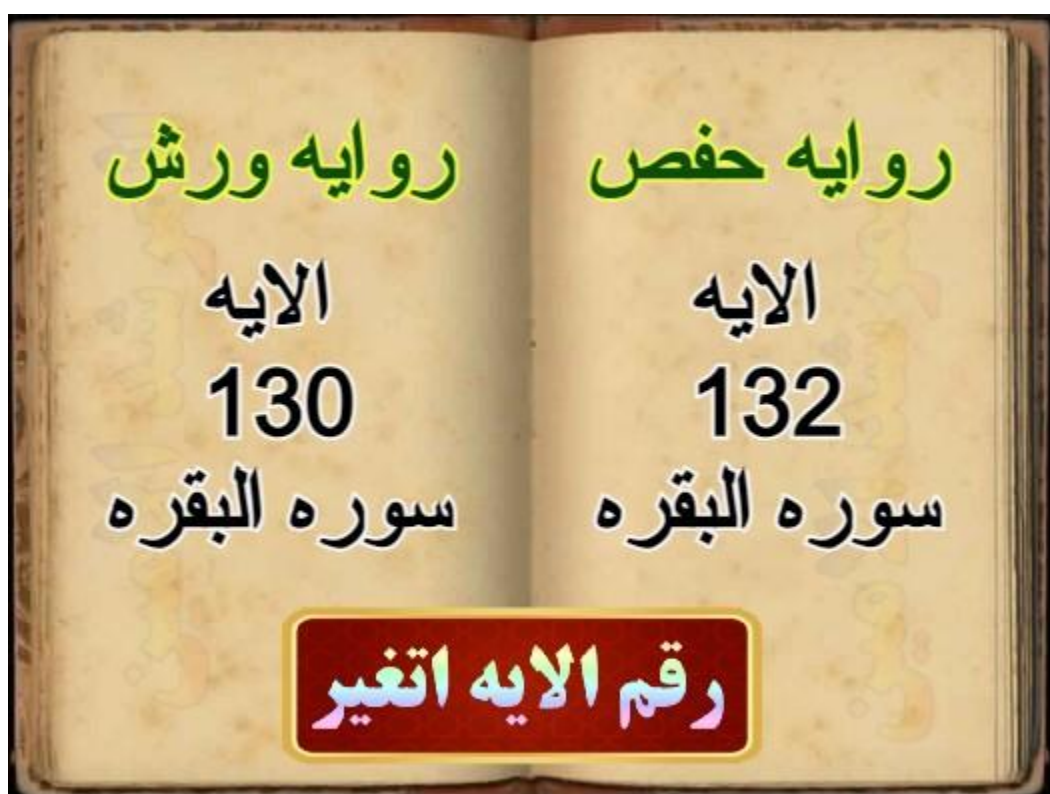 روايه حفص
الايه
132
سوره البقره
روايه ورش
الايه
130
سوره البقره
رقم الايه اتغير